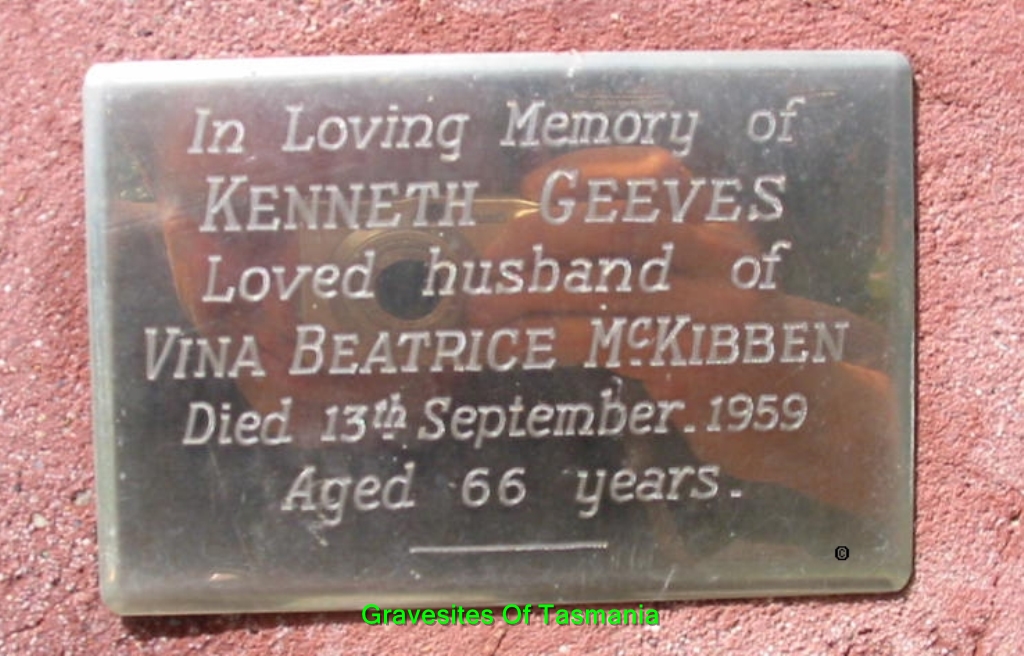 In Loving Memory of
KENNETH GEEVES
Loved husband of
VINA BEATRICE McKIBBEN
Died 13th September. 1959
Aged 66 years.
©
Gravesites Of Tasmania